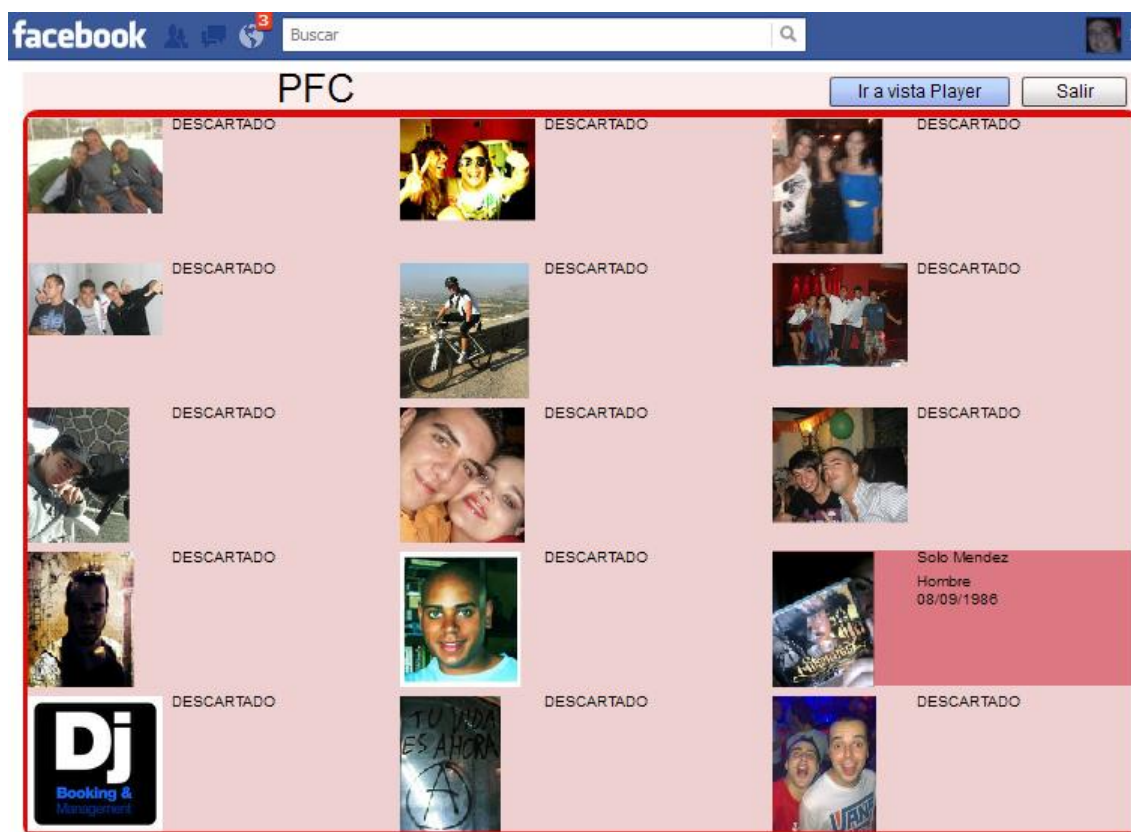 facebook
3
Buscar
PFC
Ir a vista Player
Salir
DESCARTADO
DESCARTADO
DESCARTADO
DESCARTADO
DESCARTADO
DESCARTADO
DESCARTADO
DESCARTADO
DESCARTADO
DESCARTADO
DESCARTADO
Solo Mendez
Hombre
08/09/1986
Dj
Booking &
Management
DESCARTADO
TU VIDA
ES AHORA
A
DESCARTADO
DESCARTADO
VANS